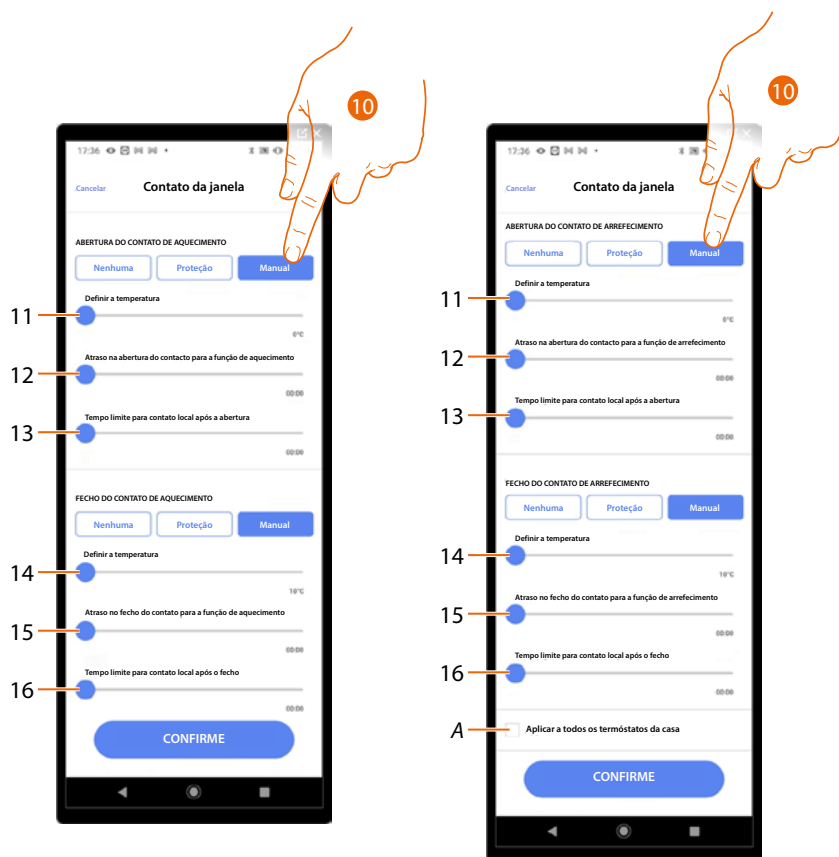 10
17:36
Cancelar
Contato da janela
ABERTURA DO CONTATO DE AQUECIMENTO
Nenhuma
Proteção
Manual
Definir a temperatura
11
0°C
Atraso na abertura do contacto para a função de aquecimento
12
00:00
Tempo limite para contato local após a abertura
13
00:00
FECHO DO CONTATO DE AQUECIMENTO
Nenhuma
Proteção
Manual
Definir a temperatura
14
10°C
Atraso no fecho do contato para a função de aquecimento
15
00:00
Tempo limite para contato local após o fecho
16
00:00
CONFIRME
10
17:36
Cancelar
Contato da janela
ABERTURA DO CONTATO DE ARREFECIMENTO
Nenhuma
Proteção
Manual
Definir a temperatura
11
0°C
Atraso na abertura do contacto para a função de arrefecimento
12
00:00
Tempo limite para contato local após a abertura
13
00:00
FECHO DO CONTATO DE ARREFECIMENTO
Nenhuma
Proteção
Manual
Definir a temperatura
14
10°C
Atraso no fecho do contato para a função de arrefecimento
15
00:00
Tempo limite para contato local após o fecho
16
00:00
A
Aplicar a todos os termóstatos da casa
CONFIRME